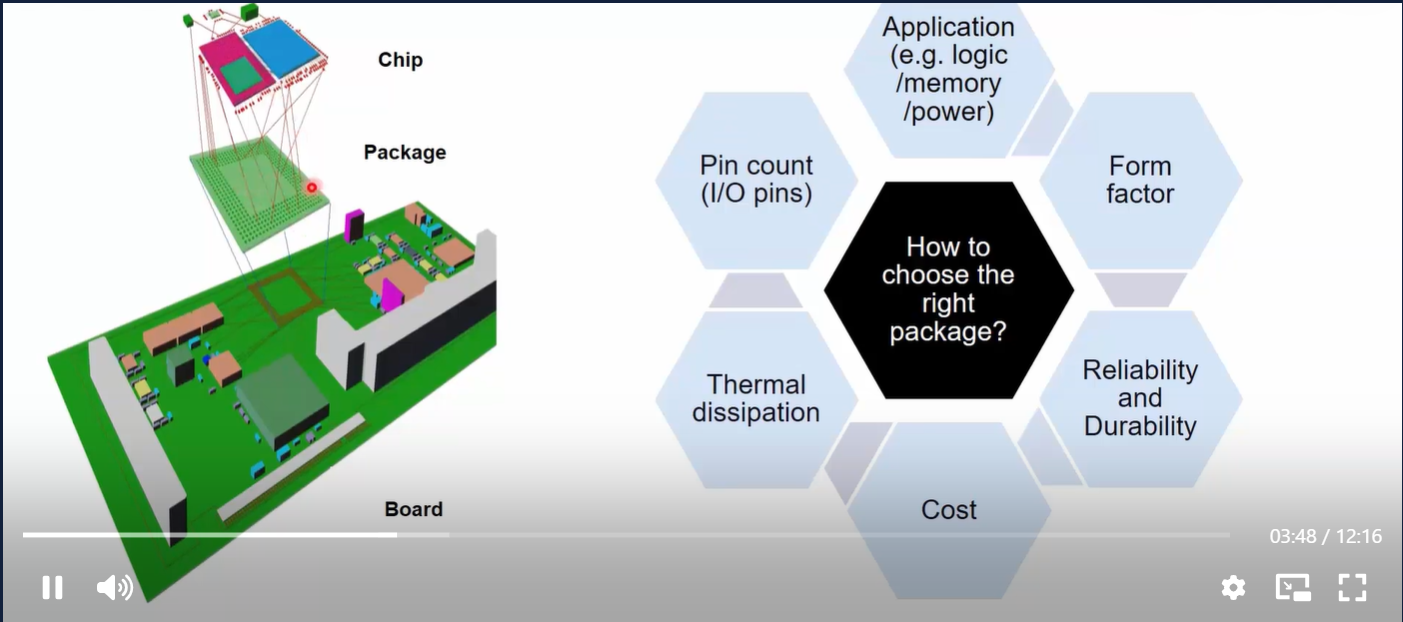 Chip
Package
Board
Application
(e.g. logic
/memory
/power)
Pin count
(I/O pins)
Form
factor
How to
choose the
right
package?
Thermal
dissipation
Reliability
and
Durability
Cost
03:48 / 12:16